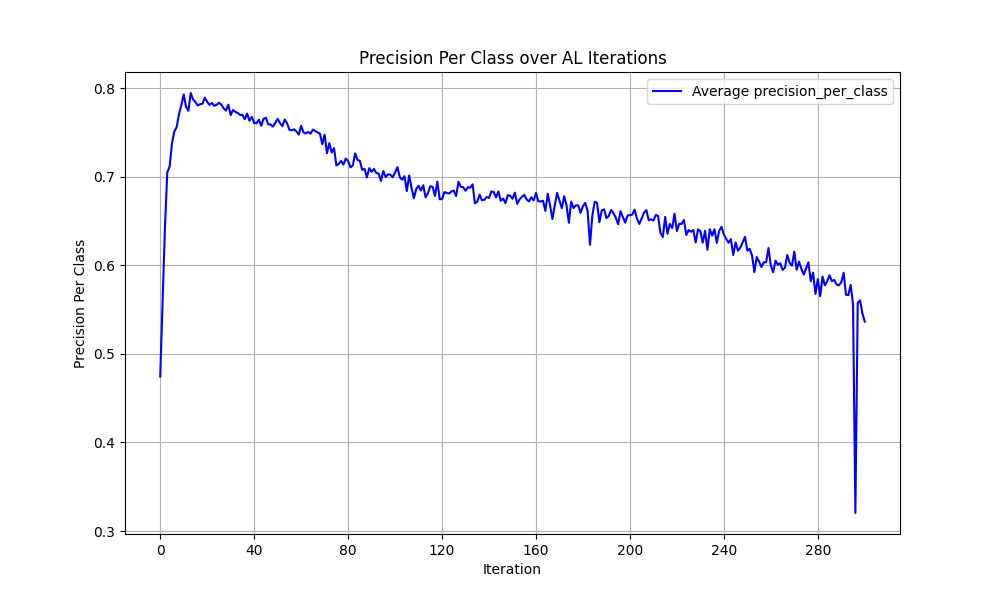 Precision Per Class over AL Iterations
Average precision_per_class
Precision Per Class
0.8
0.7
0.6
0.5
0.4
0.3
0 40 80 120 160 200 240 280
Iteration